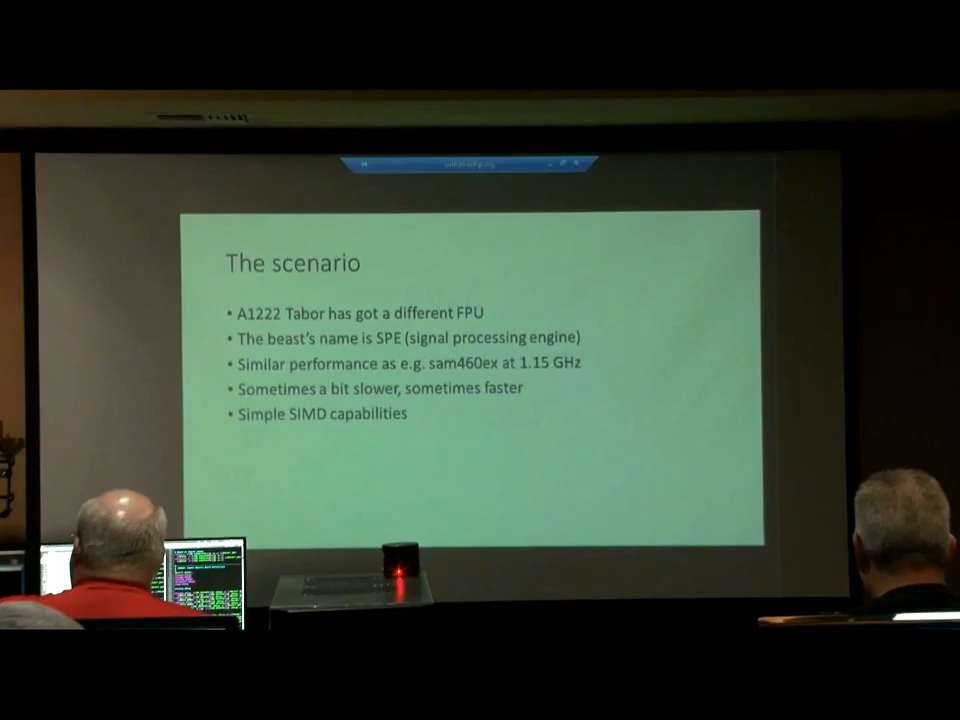 The scenario
• A1222 Tabor has got a different FPU
• The beast's name is SPE (signal processing engine)
• Similar performance as e.g. sam460ex at 1.15 GHz
• Sometimes a bit slower, sometimes faster
• Simple SIMD capabilities